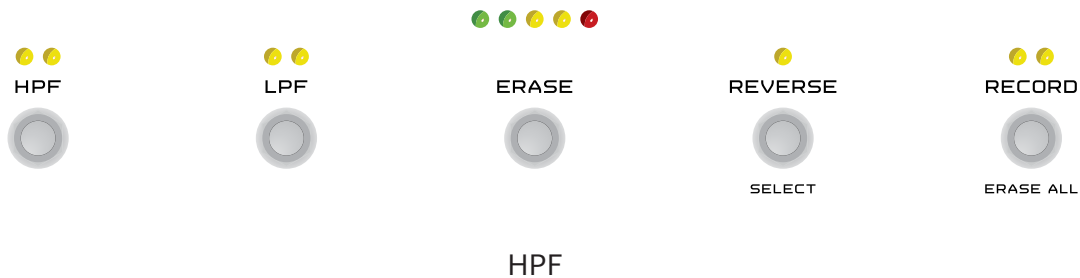 HPF LPF ERASE REVERSE RECORD
SELECT ERASE ALL
HPF